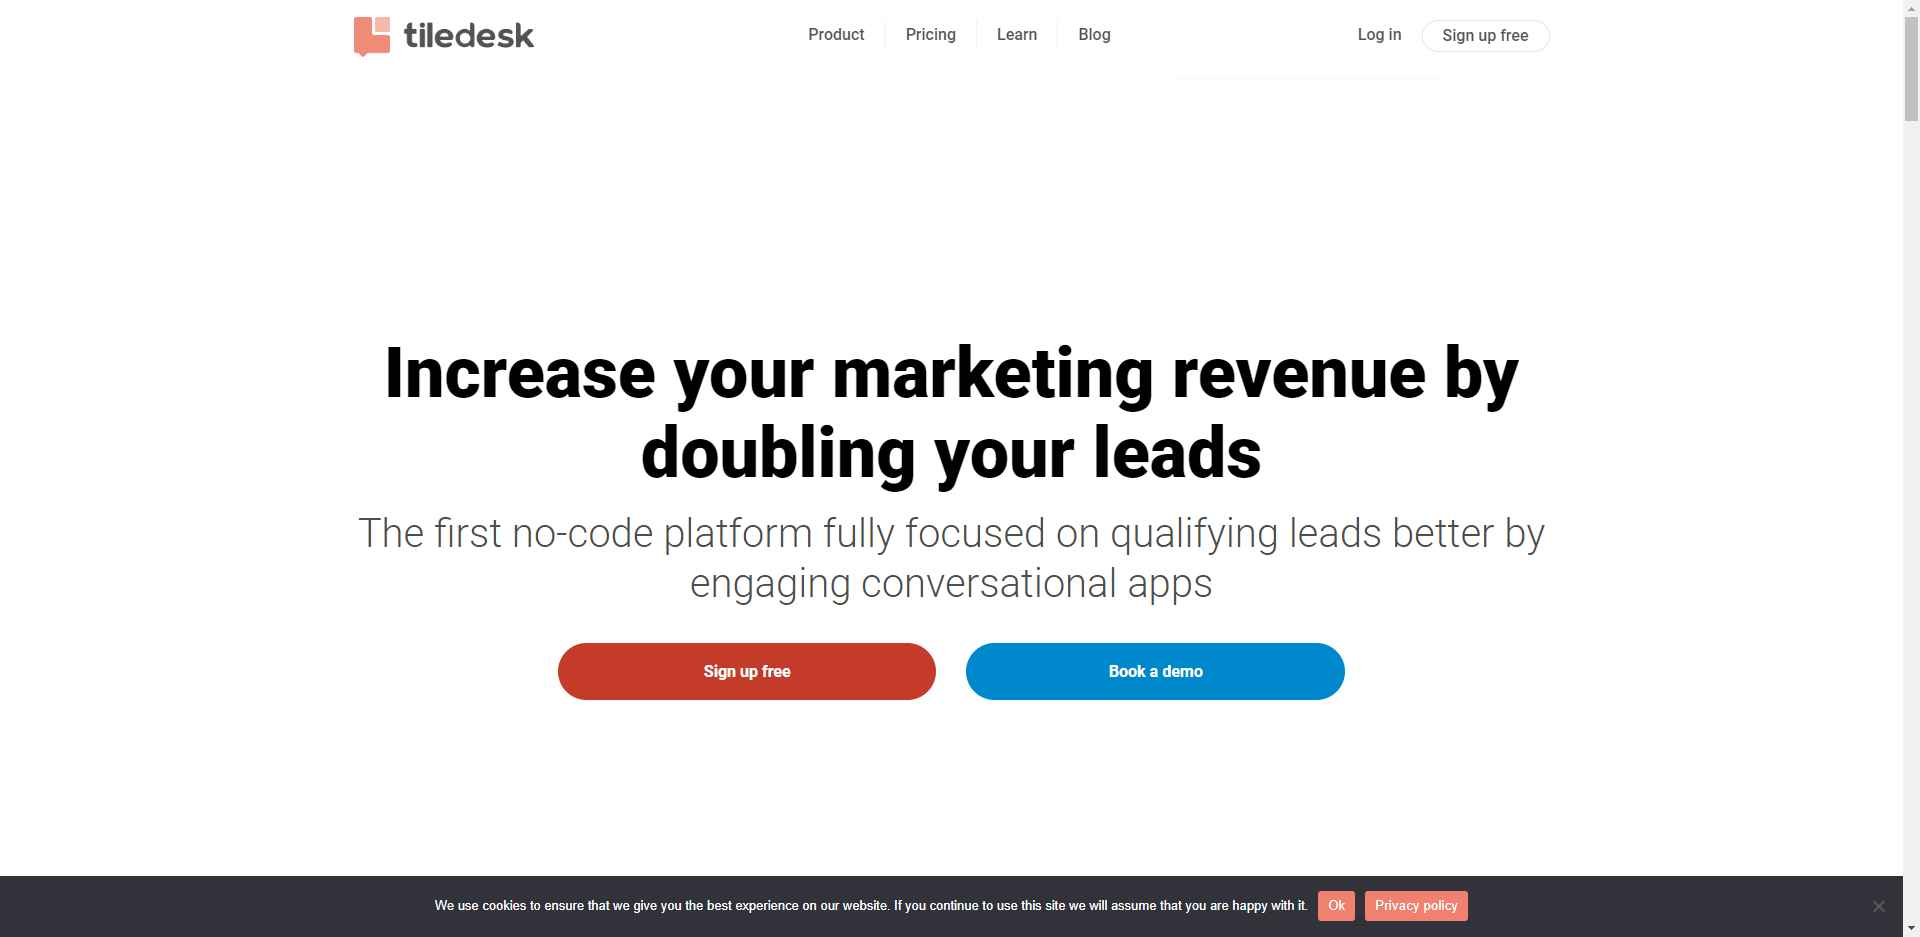 tiledesk
Product
Pricing
Learn
Blog
Log in
Sign up free
Increase your marketing revenue by
doubling your leads
The first no-code platform fully focused on qualifying leads better by
engaging conversational apps
Sign up free
Book a demo
We use cookies to ensure that we give you the best experience on our website. If you continue to use this site we will assume that you are happy with it.
Ok
Privacy policy